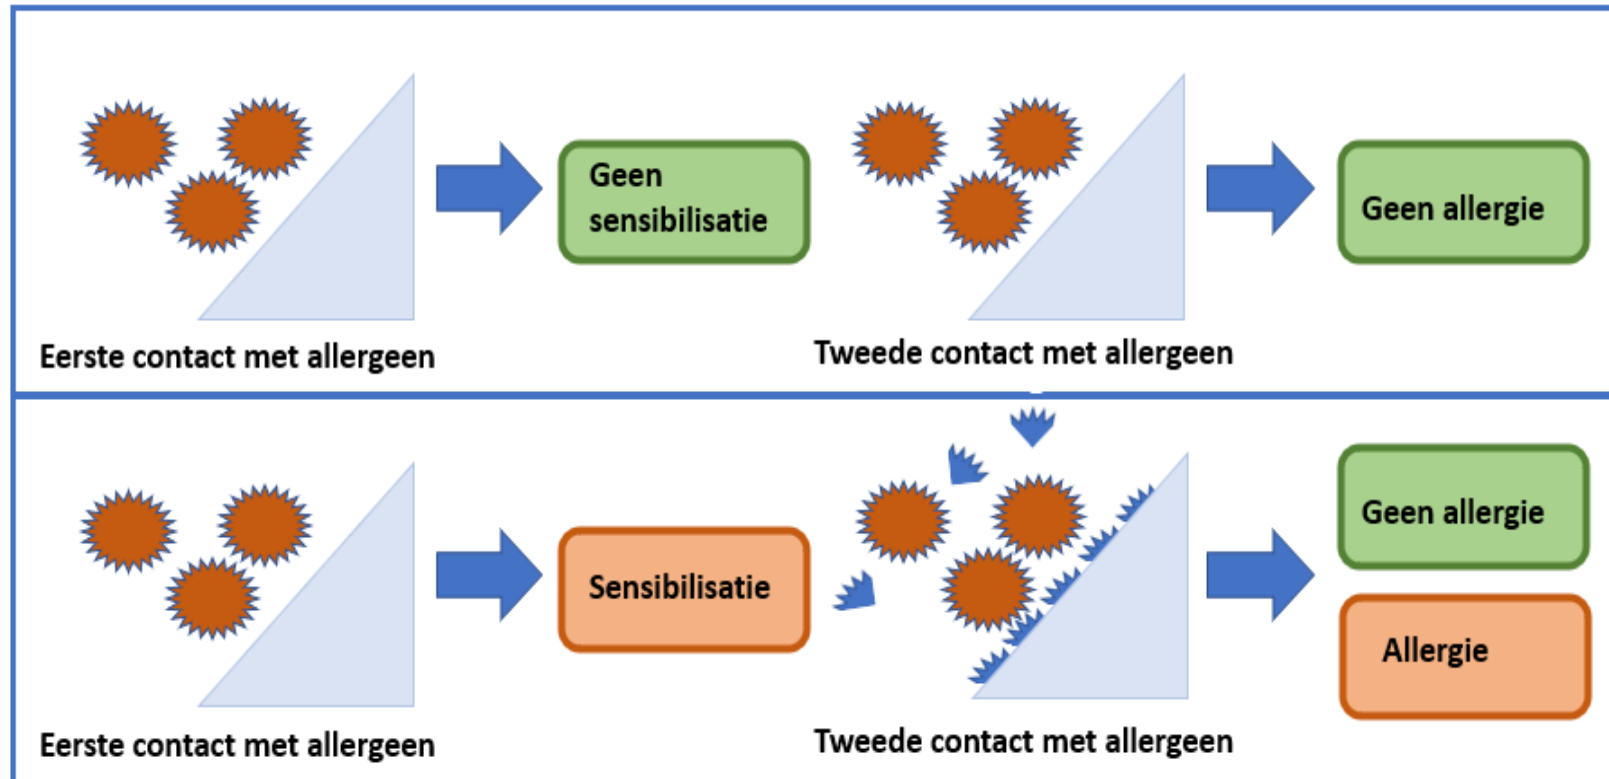 Geen
sensibilisatie
Geen allergie
Eerste contact met allergeen
Tweede contact met allergeen
Sensibilisatie
Geen allergie
Allergie
Eerste contact met allergeen
Tweede contact met allergeen